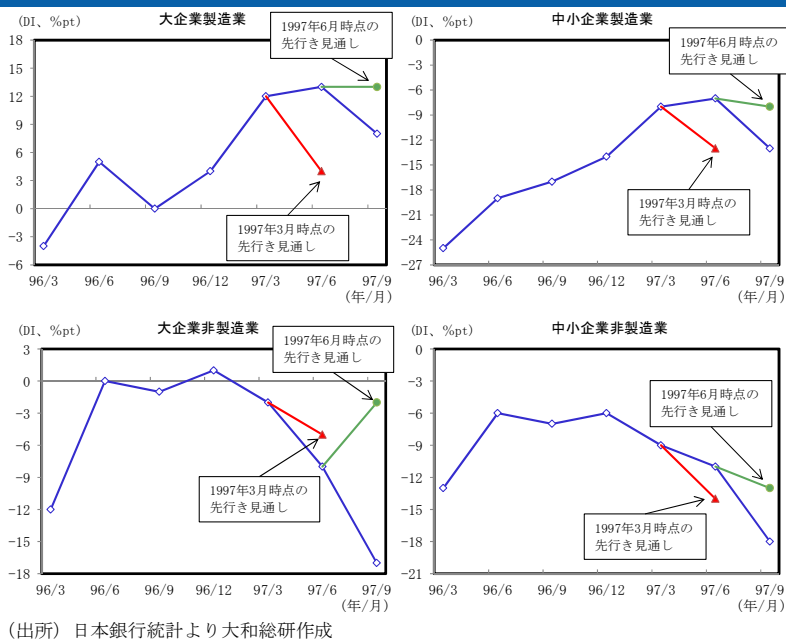 (DI、%pt)
大企業製造業
1997年6月時点の
先行き見通し
18
15
12
9
6
3
0
-3
-6
1997年3月時点の
先行き見通し
96/3 96/6 96/9 96/12 97/3 97/6 97/9
(年/月)
(DI、%pt)
中小企業製造業
1997年6月時点の
先行き見通し
0
-3
-6
-9
-12
-15
-18
-21
-24
-27
1997年3月時点の
先行き見通し
96/3 96/6 96/9 96/12 97/3 97/6 97/9
(年/月)
(DI、%pt)
大企業非製造業
1997年6月時点の
先行き見通し
3
0
-3
-6
-9
-12
-15
-18
1997年3月時点の
先行き見通し
96/3 96/6 96/9 96/12 97/3 97/6 97/9
(年/月)
(DI、%pt)
中小企業非製造業
1997年6月時点の
先行き見通し
0
-3
-6
-9
-12
-15
-18
-21
1997年3月時点の
先行き見通し
96/3 96/6 96/9 96/12 97/3 97/6 97/9
(年/月)
(出所) 日本銀行統計より大和総研作成